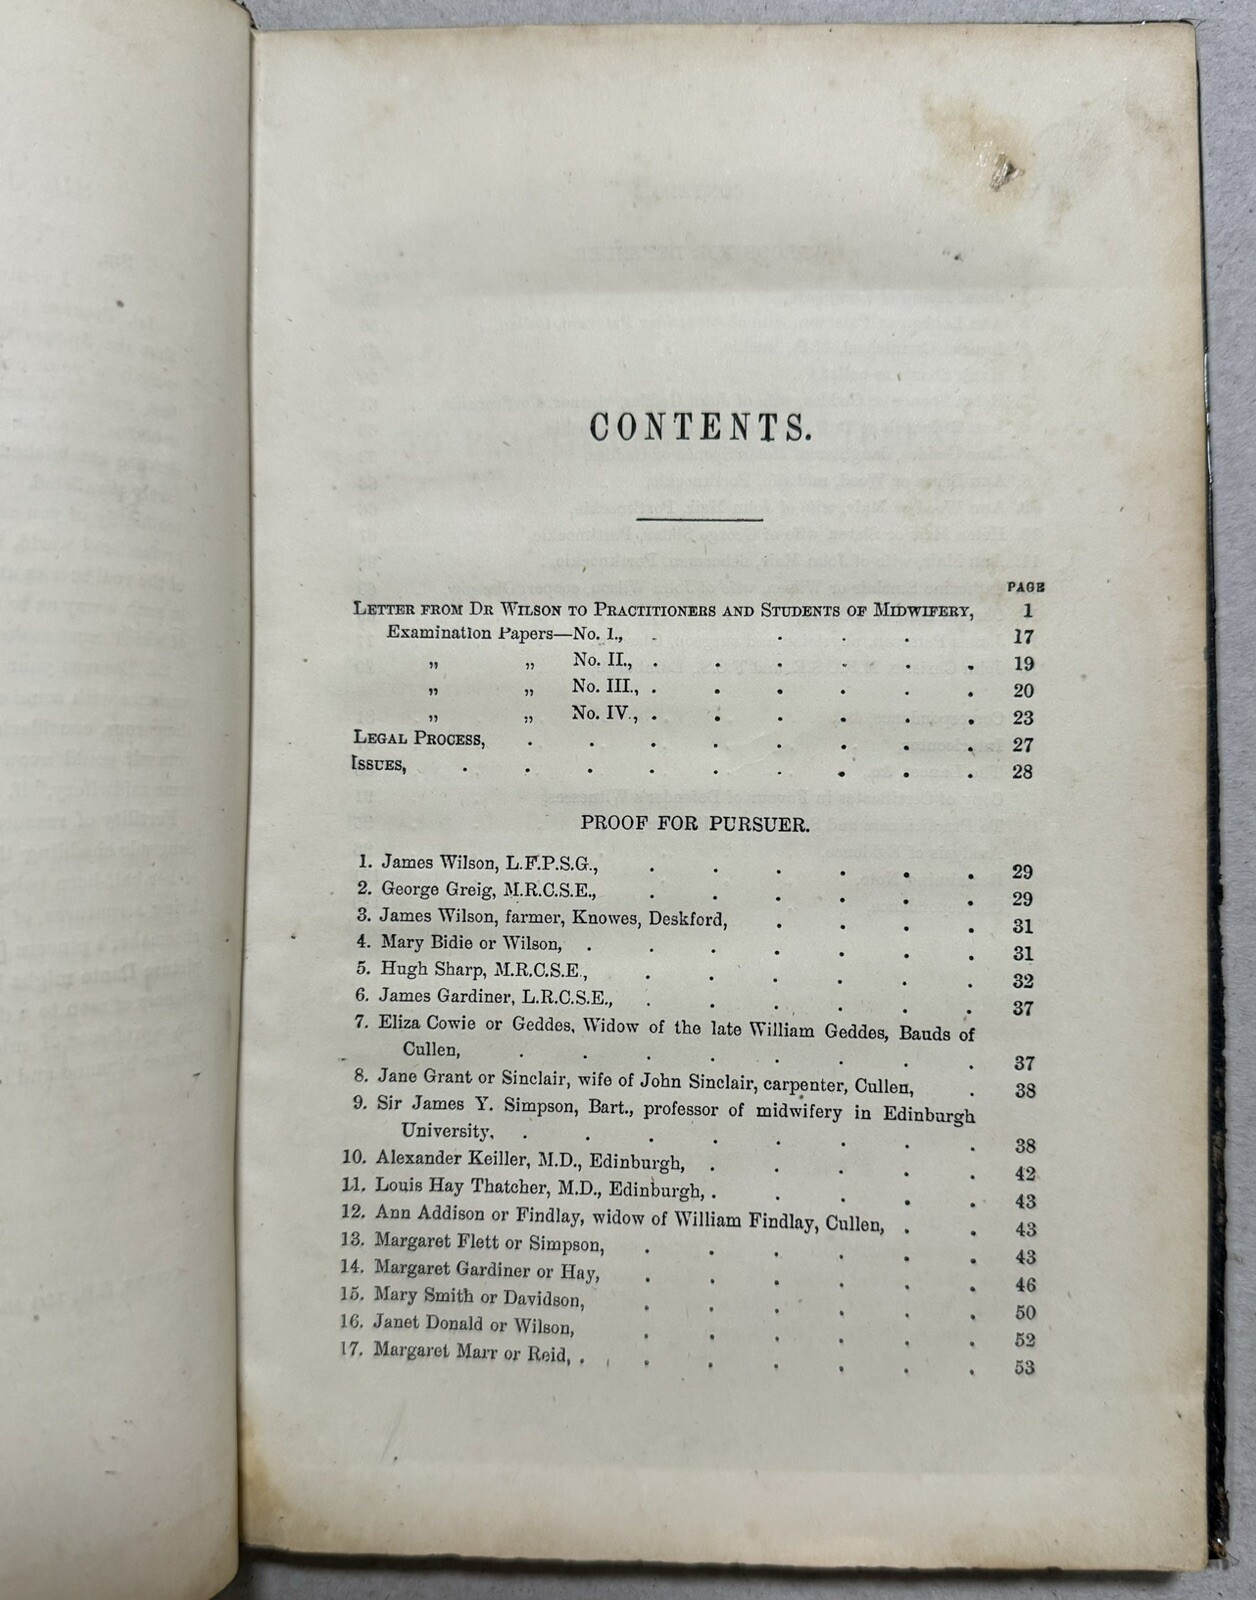 CONTENTS.
PAGE
LETTER FROM DR WILSON TO PRACTITIONERS AND STUDENTS OF MIDWIFERY, 1
Examination Papers—No. I., . . . . 17
„ „ No. II., . . . . . . 19
„ „ No. III., . . . . . . 20
„ „ No. IV., . . . . . . 23
LEGAL PROCESS, . . . . . . . . 27
ISSUES, . . . . . . . . . 28
PROOF FOR PURSUER.
1. James Wilson, L.F.P.S.G., . . . . . . 29
2. George Greig, M.R.C.S.E., . . . . . . 29
3. James Wilson, farmer, Knowes, Deskford, . . . . 31
4. Mary Bidie or Wilson, . . . . . . . 31
5. Hugh Sharp, M.R.C.S.E., . . . . . . 32
6. James Gardiner, L.R.C.S.E., . . . . . . 37
7. Eliza Cowie or Geddes, Widow of the late William Geddes, Bauds of
Cullen, . . . . . . . . 37
8. Jane Grant or Sinclair, wife of John Sinclair, carpenter, Cullen, . 38
9. Sir James Y. Simpson, Bart., professor of midwifery in Edinburgh
University, . . . . . . . . 38
10. Alexander Keiller, M.D., Edinburgh, . . . . . 42
11. Louis Hay Thatcher, M.D., Edinburgh, . . . . . 43
12. Ann Addison or Findlay, widow of William Findlay, Cullen, . . 43
13. Margaret Flett or Simpson, . . . . . . 43
14. Margaret Gardiner or Hay, . . . . . . 46
15. Mary Smith or Davidson, . . . . . . 50
16. Janet Donald or Wilson, . . . . . . 52
17. Margaret Marr or Reid, . . . . . . . 53